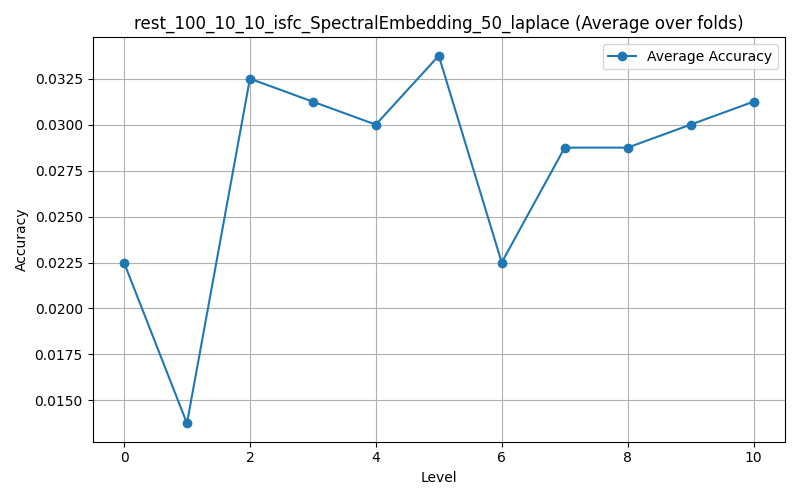 rest_100_10_10_isfc_SpectralEmbedding_50_laplace (Average over folds)
Average Accuracy
0.0325
0.0300
0.0275
0.0250
0.0225
0.0200
0.0175
0.0150
Accuracy
0 2 4 6 8 10
Level